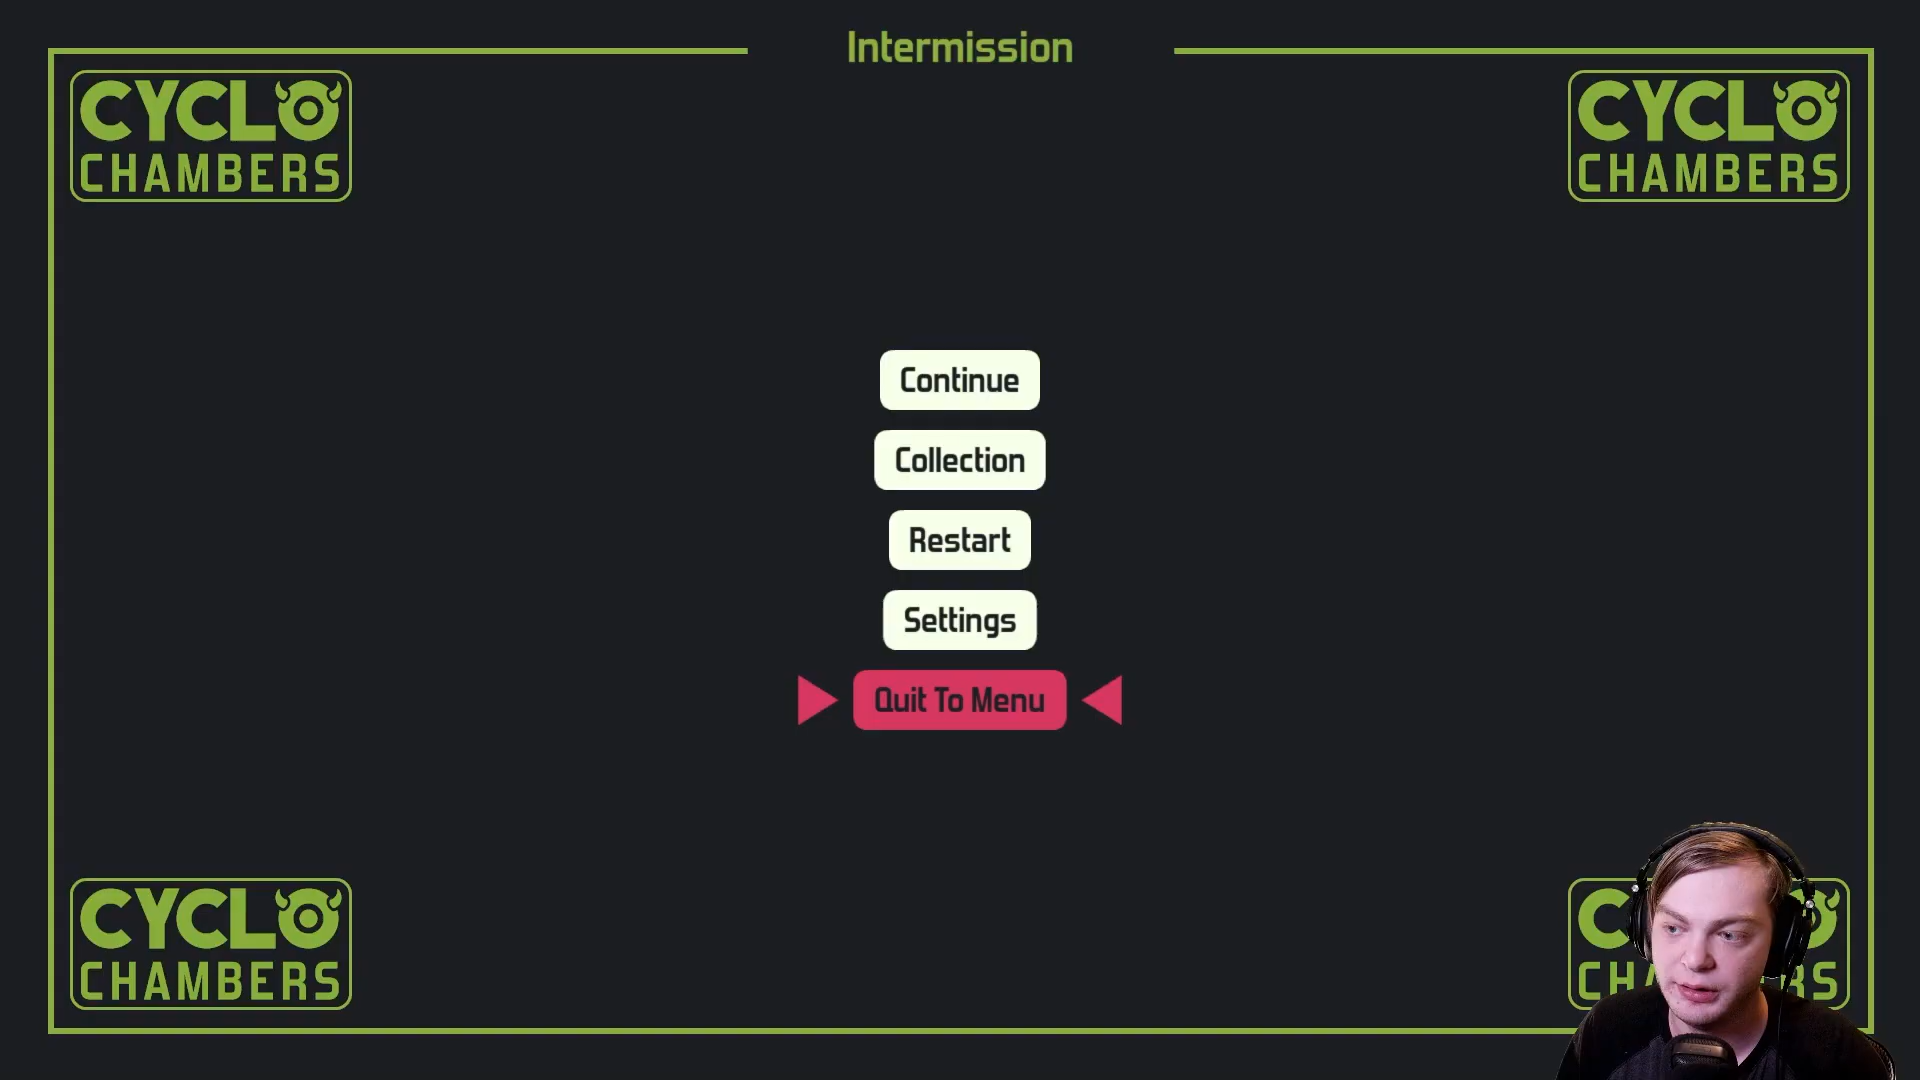 Intermission
CYCLO
CHAMBERS
CYCLO
CHAMBERS
Continue
Collection
Restart
Settings
Quit To Menu
CYCLO
CHAMBERS